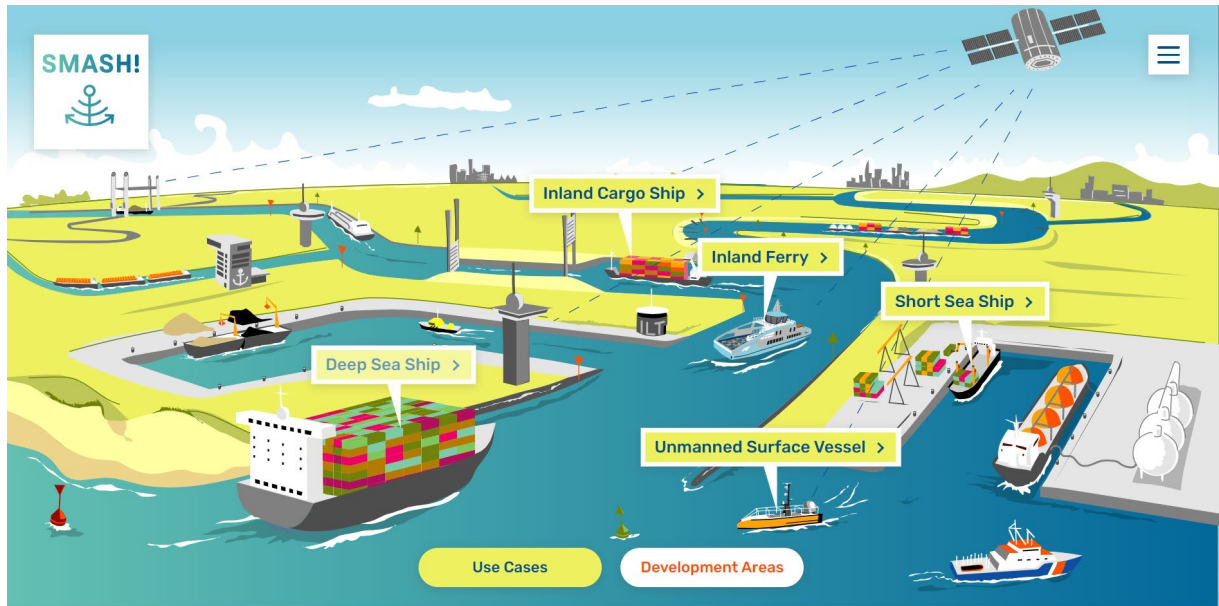 SMASH!
Inland Cargo Ship >
Inland Ferry >
Short Sea Ship >
ILT
Deep Sea Ship >
Unmanned Surface Vessel >
Use Cases
Development Areas